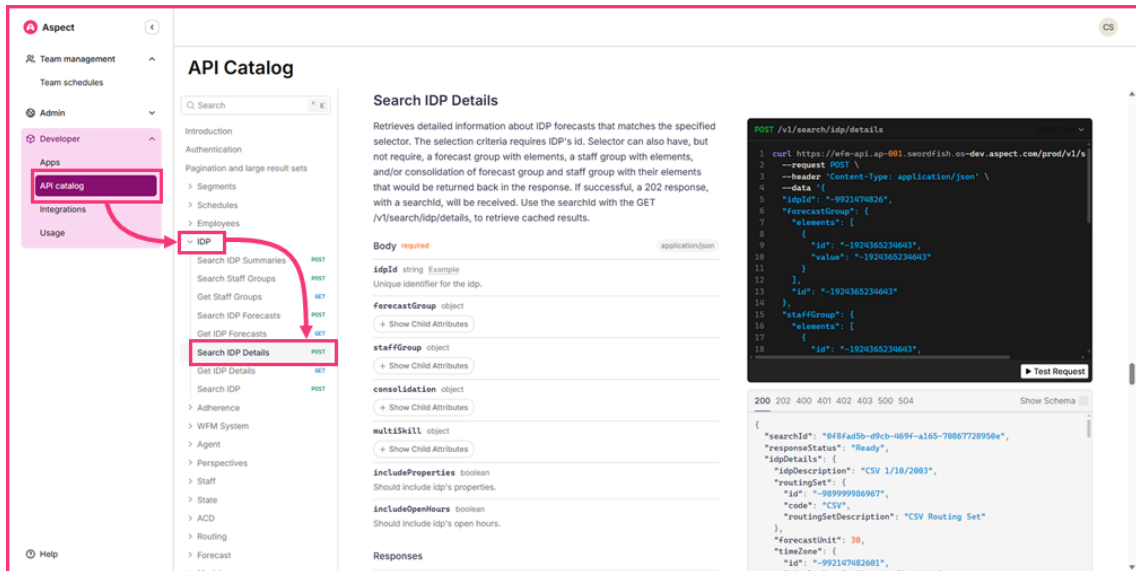 Aspect
CS
Team management
Team schedules
Admin
Developer
Apps
API catalog
Integrations
Usage
Help
API Catalog
Search
^ K
Introduction
Authentication
Pagination and large result sets
Segments
Schedules
Employees
IDP
Search IDP Summaries POST
Search Staff Groups POST
Get Staff Groups GET
Search IDP Forecasts POST
Get IDP Forecasts GET
Search IDP Details POST
Get IDP Details GET
Search IDP POST
Adherence
WFM System
Agent
Perspectives
Staff
State
ACD
Routing
Forecast
Search IDP Details
Retrieves detailed information about IDP forecasts that matches the specified
selector. The selection criteria requires IDP's id. Selector can also have, but
not require, a forecast group with elements, a staff group with elements,
and/or consolidation of forecast group and staff group with their elements
that would be returned back in the response. If successful, a 202 response,
with a searchId, will be received. Use the searchId with the GET
/v1/search/idp/details, to retrieve cached results.
Body required application/json
idpId string Example
Unique identifier for the idp.
forecastGroup object
+ Show Child Attributes
staffGroup object
+ Show Child Attributes
consolidation object
+ Show Child Attributes
multiSkill object
+ Show Child Attributes
includeProperties boolean
Should include idp's properties.
includeOpenHours boolean
Should include idp's open hours.
Responses
POST /v1/search/idp/details
1 curl https://wfm-api.ap-001.swordfish.os-dev.aspect.com/prod/v1/s
2 --request POST \
3 --header 'Content-Type: application/json' \
4 --data '{
5 "idpId": "-9921474826",
6 "forecastGroup": {
7 "elements": [
8 {
9 "id": "-1924365234643",
10 "value": "-1924365234643"
11 }
12 ],
13 "id": "-1924365234643"
14 },
15 "staffGroup": {
16 "elements": [
17 {
18 "id": "-1924365234643",
Test Request
200 202 400 401 402 403 500 504 Show Schema
{
"searchId": "0f8fad5b-d9cb-469f-a165-70867728950e",
"responseStatus": "Ready",
"idpDetails": {
"idpDescription": "CSV 1/10/2003",
"routingSet": {
"id": "-989999986967",
"code": "CSV",
"routingSetDescription": "CSV Routing Set"
},
"forecastUnit": 30,
"timeZone": {
"id": "-992147482601",